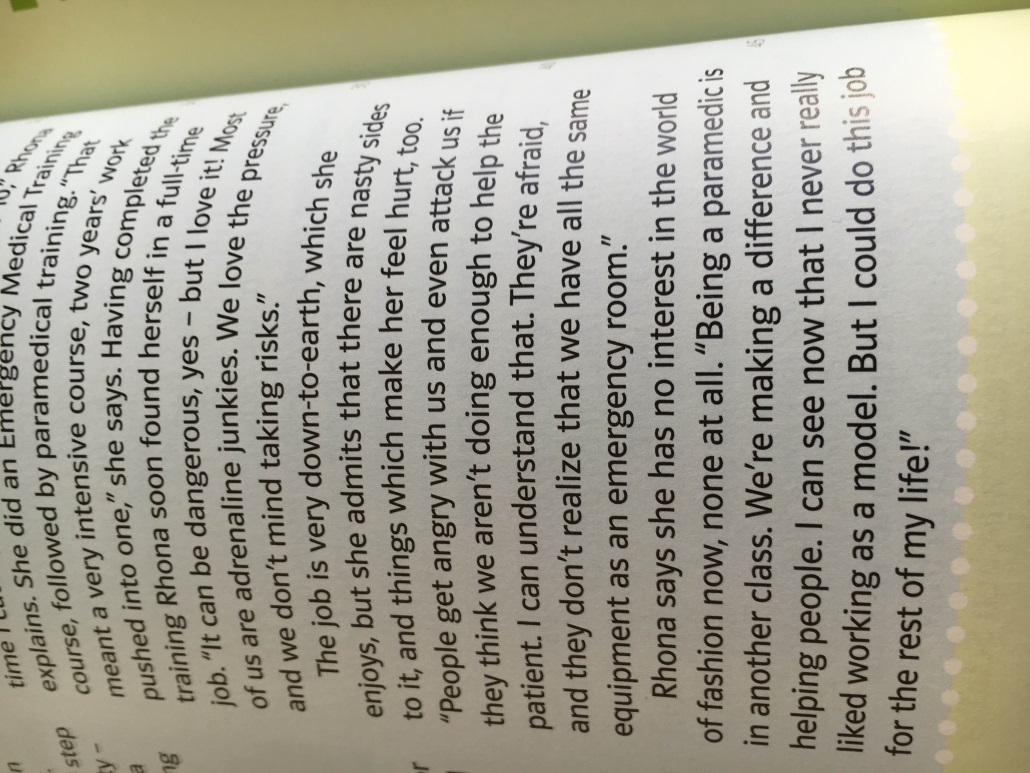 time I
explains. She did an Emergency Medical Training
course, followed by paramedical training. “That
meant a very intensive course, two years’ work
pushed into one,” she says. Having completed the
training Rhona soon found herself in a full-time
job. “It can be dangerous, yes – but I love it! Most
of us are adrenaline junkies. We love the pressure,
and we don’t mind taking risks.”
The job is very down-to-earth, which she
enjoys, but she admits that there are nasty sides
to it, and things which make her feel hurt, too.
“People get angry with us and even attack us if
they think we aren’t doing enough to help the
patient. I can understand that. They’re afraid,
and they don’t realize that we have all the same
equipment as an emergency room.”
Rhona says she has no interest in the world
of fashion now, none at all. “Being a paramedic is
in another class. We’re making a difference and
helping people. I can see now that I never really
liked working as a model. But I could do this job
for the rest of my life!”
45
step